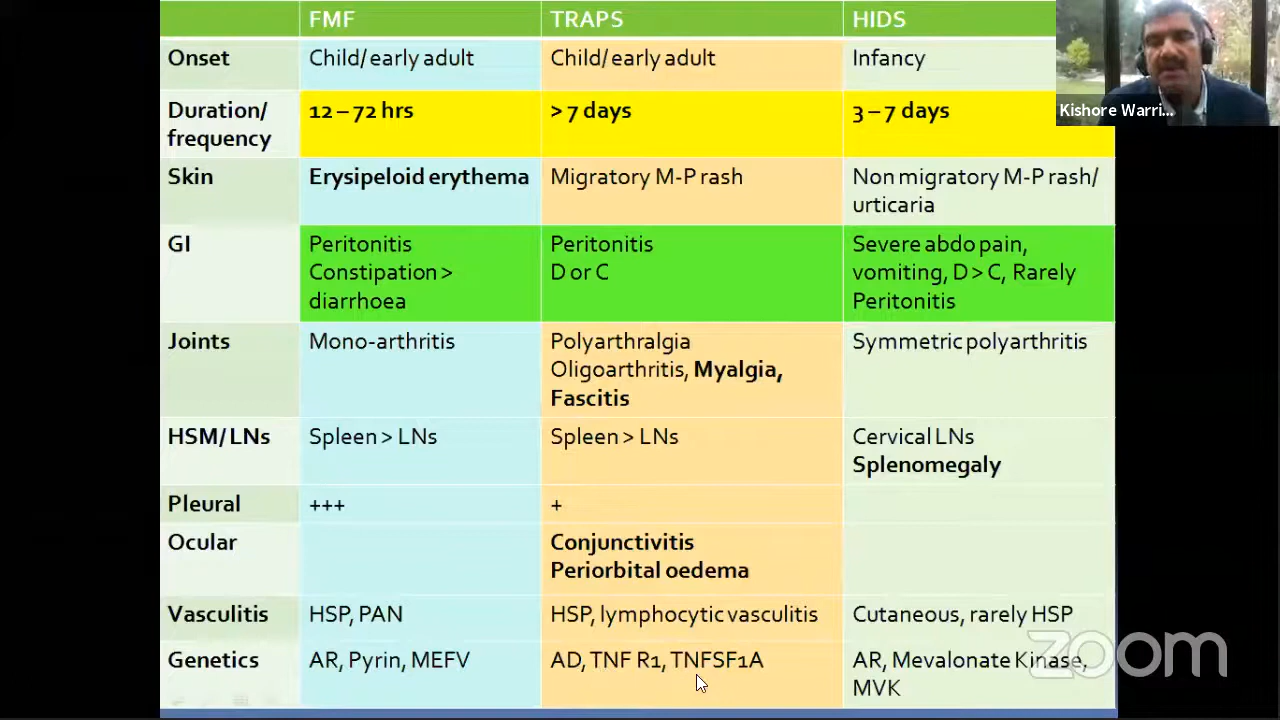 FMF TRAPS HIDS
Onset Child/ early adult Child/ early adult Infancy
Duration/ 12 – 72 hrs > 7 days 3 – 7 days
frequency
Skin Erysipeloid erythema Migratory M-P rash Non migratory M-P rash/
urticaria
GI Peritonitis Peritonitis Severe abdo pain,
Constipation > D or C vomiting, D > C, Rarely
diarrhoea Peritonitis
Joints Mono-arthritis Polyarthralgia Symmetric polyarthritis
Oligoarthritis, Myalgia,
Fascitis
HSM/ LNs Spleen > LNs Spleen > LNs Cervical LNs
Splenomegaly
Pleural +++ +
Ocular Conjunctivitis
Periorbital oedema
Vasculitis HSP, PAN HSP, lymphocytic vasculitis Cutaneous, rarely HSP
Genetics AR, Pyrin, MEFV AD, TNF R1, TNFSF1A AR, Mevalonate Kinase,
MVK
Kishore Warri...
zoom